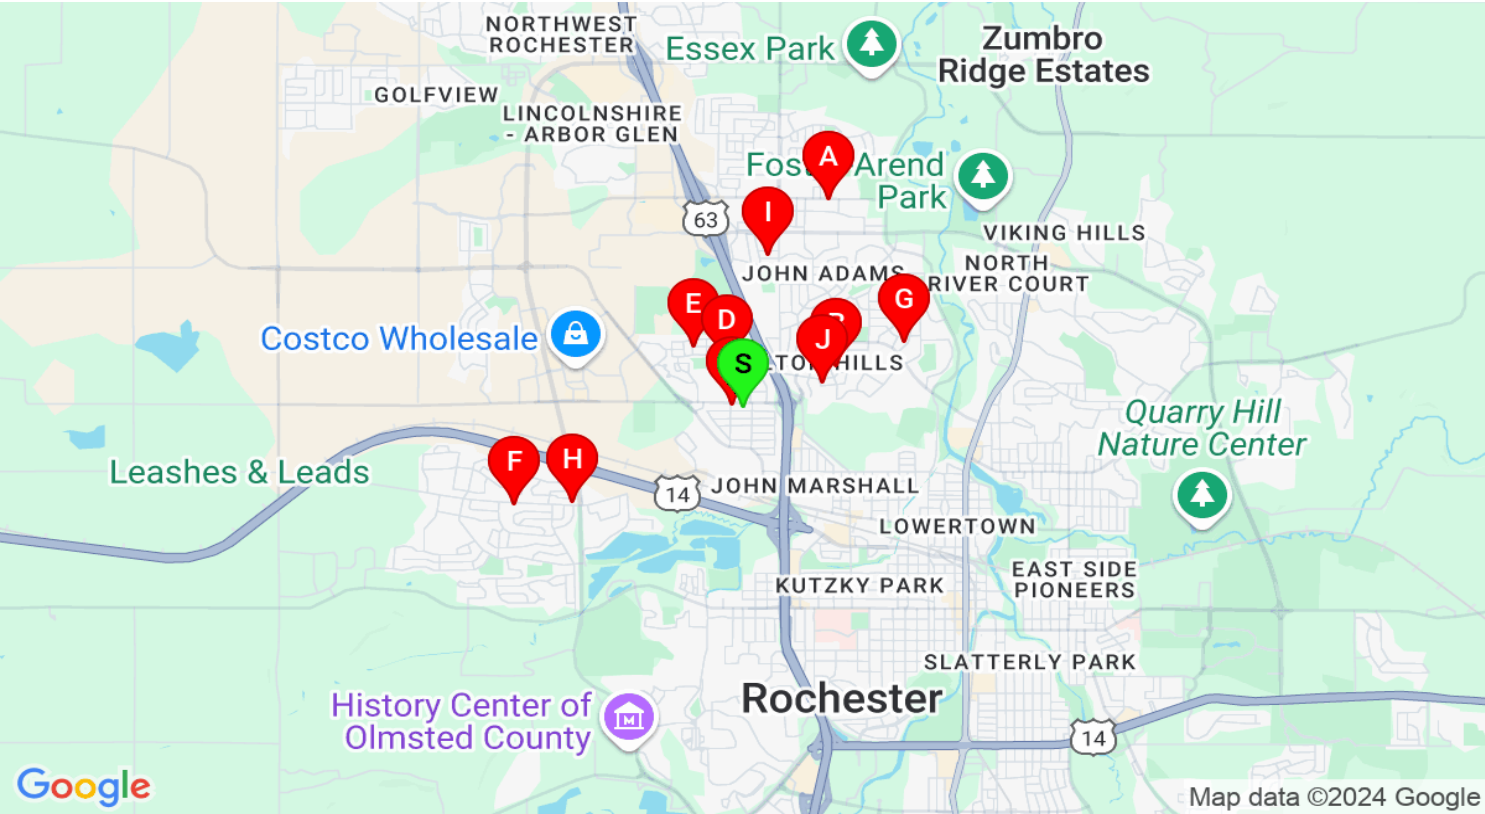 NORTHWEST
ROCHESTER
Essex Park
Zumbro
Ridge Estates
GOLFVIEW
LINCOLNSHIRE
- ARBOR GLEN
A
Arend
Park
I
63
VIKING HILLS
JOHN ADAMS
NORTH
RIVER COURT
E
D
G
J
Costco Wholesale
S
HILLS
Quarry Hill
Nature Center
F
H
Leashes & Leads
14
JOHN MARSHALL
LOWERTOWN
EAST SIDE
PIONEERS
KUTZKY PARK
SLATTERLY PARK
Rochester
History Center of
Olmsted County
14
Google
Map data ©2024 Google